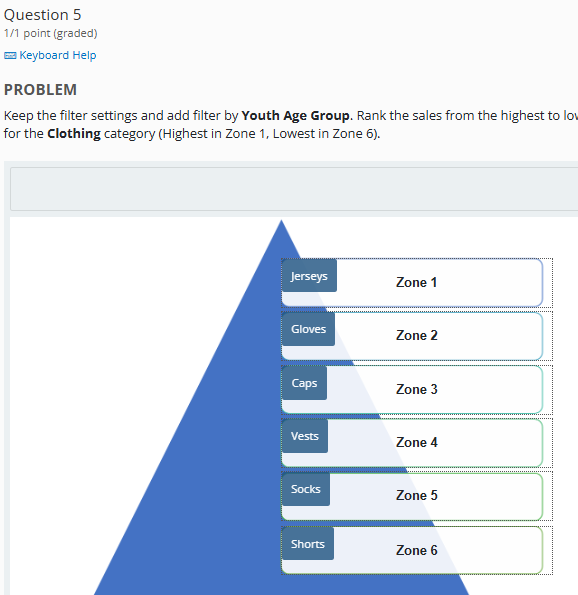 Question 5
1/1 point (graded)
Keyboard Help
PROBLEM
Keep the filter settings and add filter by Youth Age Group. Rank the sales from the highest to
for the Clothing category (Highest in Zone 1, Lowest in Zone 6).
Jerseys Zone 1
Gloves Zone 2
Caps Zone 3
Vests Zone 4
Socks Zone 5
Shorts Zone 6